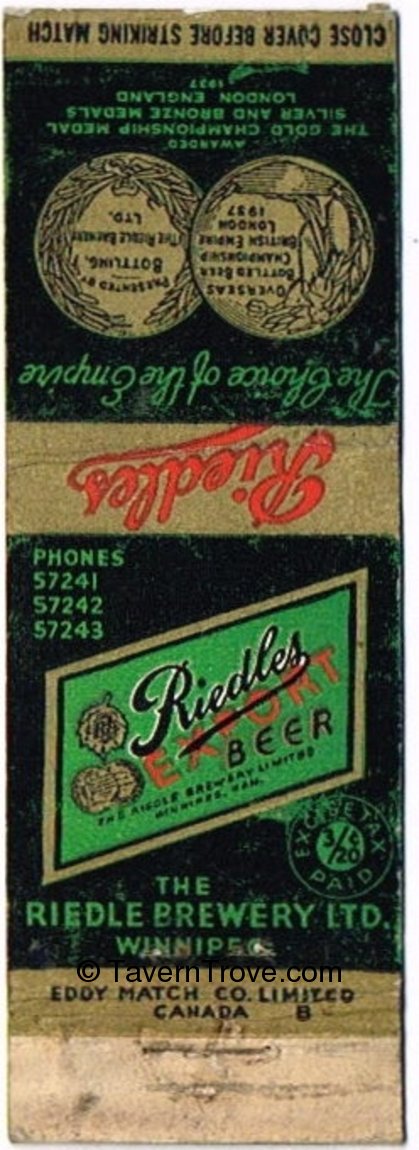 CLOSE COVER BEFORE STRIKING MATCH
The Choice of the Empire
OVERSEAS
BOTTLED BEER
CHAMPIONSHIP
BRITISH EMPIRE
LONDON
1937
PRESENTED BY
BOTTLING,
THE RIEDLE BREWERY
LTD.
AWARDED
THE GOLD CHAMPIONSHIP MEDAL
SILVER AND BRONZE MEDALS
LONDON ENGLAND
1937
Riedles
PHONES
57241
57242
57243
Riedles
EXPORT
BEER
THE RIEDLE BREWERY LIMITED
WINNIPEG, MAN.
EXCISE TAX
3/4
/20
PAID
THE
RIEDLE BREWERY LTD.
WINNIPEG
© TavernTrove.com
EDDY MATCH CO. LIMITED
CANADA B